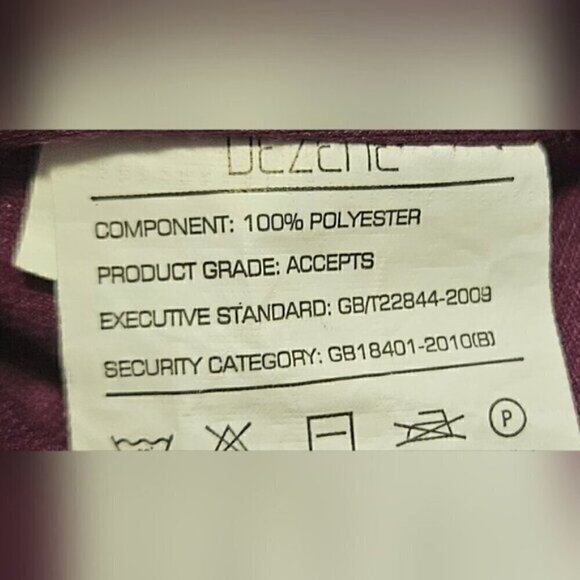 COMPONENT: 100% POLYESTER
PRODUCT GRADE: ACCEPTS
EXECUTIVE STANDARD: GB/T22844-2009
SECURITY CATEGORY: GB18401-2010(B)
P